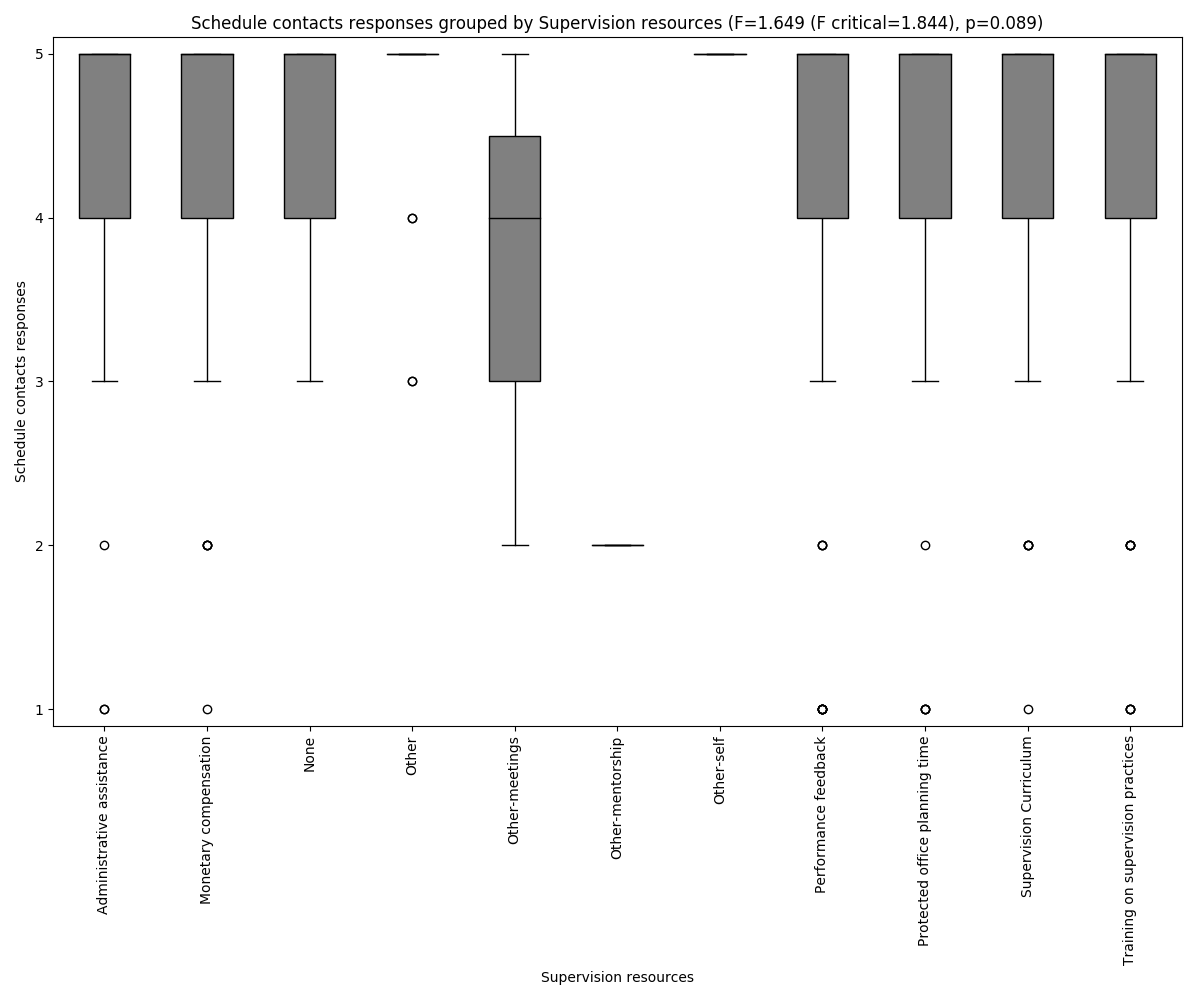 Schedule contacts responses grouped by Supervision resources (F=1.649 (F critical=1.844), p=0.089)
Schedule contacts responses
5
4
3
2
1
Administrative assistance
Monetary compensation
None
Other
Other-meetings
Other-mentorship
Other-self
Performance feedback
Protected office planning time
Supervision Curriculum
Training on supervision practices
Supervision resources